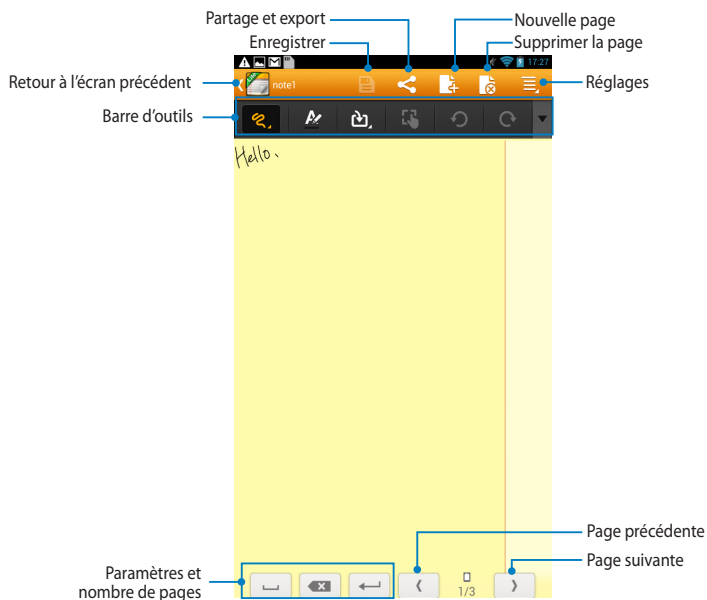 Partage et export
Nouvelle page
Enregistrer
Supprimer la page
17:27
Retour à l'écran précédent
note1
Réglages
Barre d'outils
Hello.
Page précédente
Page suivante
Paramètres et
nombre de pages
1/3